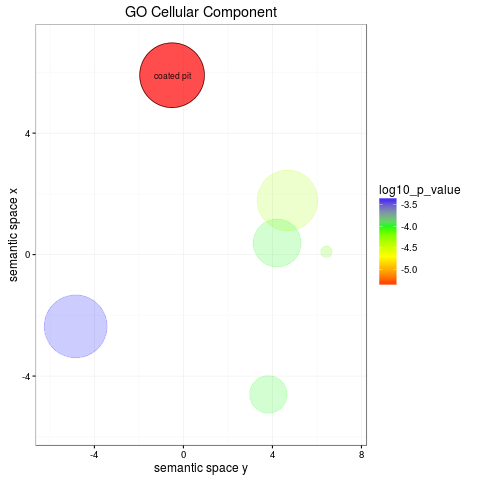 GO Cellular Component
coated pit
semantic space x
4
0
-4
-4
0
4
8
semantic space y
log10_p_value
-3.5
-4.0
-4.5
-5.0